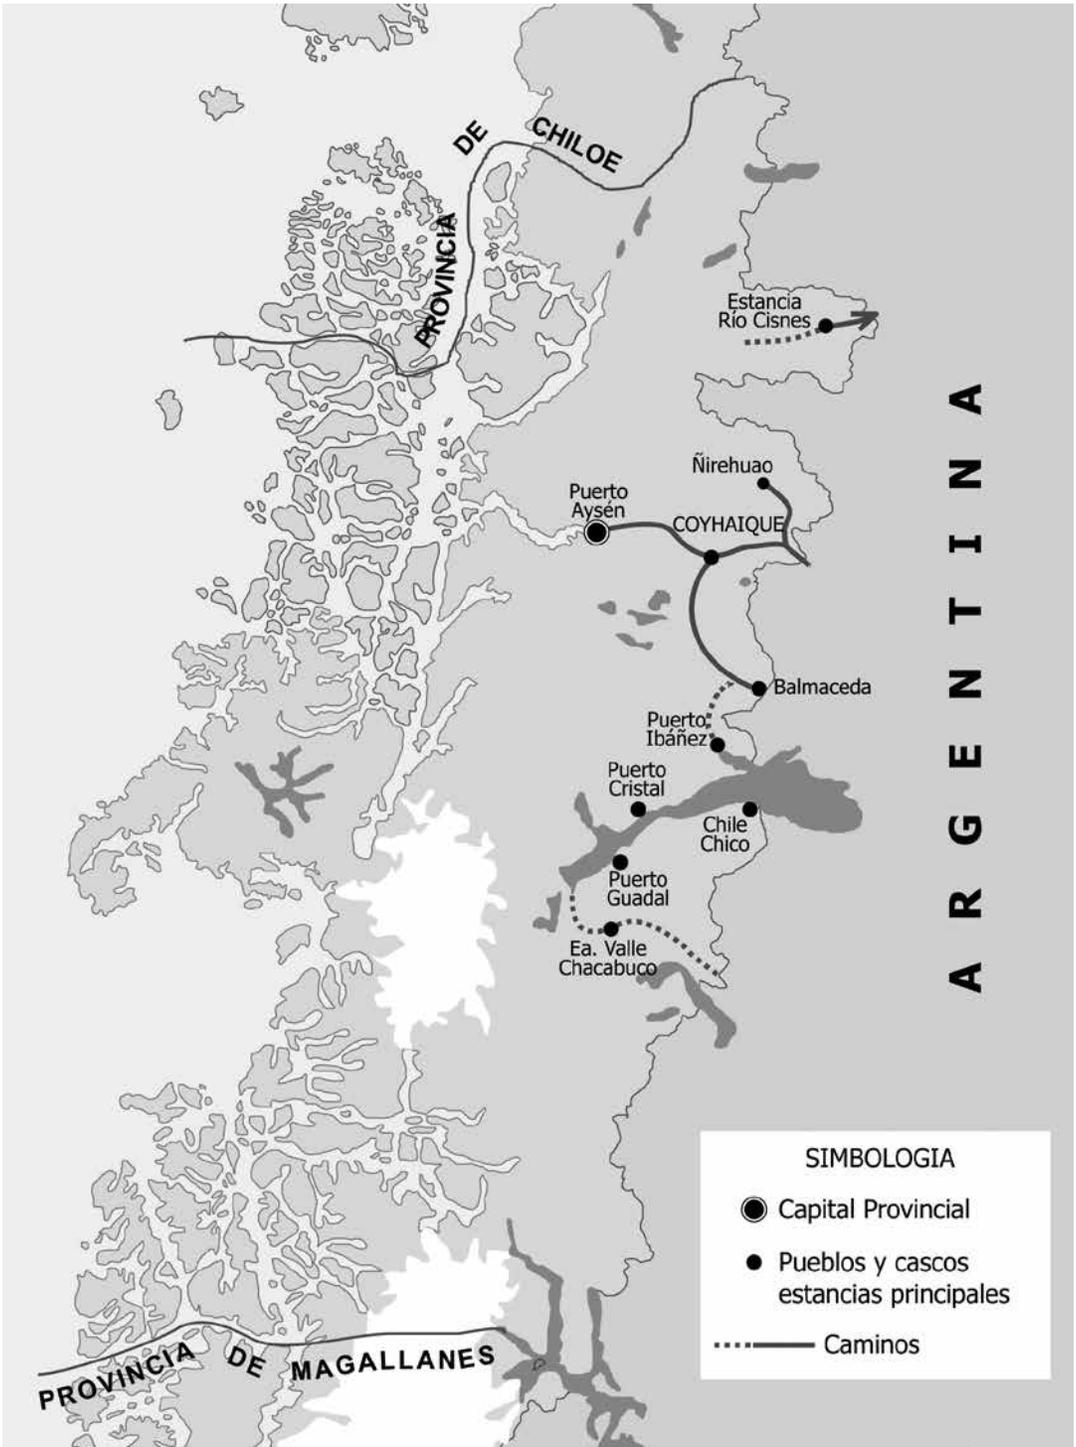 PROVINCIA DE CHILOE
Estancia
Río Cisnes
Ñirehuao
Puerto
Aysén
COYHAIQUE
ARGENTINA
Balmaceda
Puerto
Ibáñez
Puerto
Cristal
Chile
Chico
Puerto
Guadal
Ea. Valle
Chacabuco
SIMBOLOGIA
Capital Provincial
Pueblos y cascos
estancias principales
Caminos
PROVINCIA DE MAGALLANES